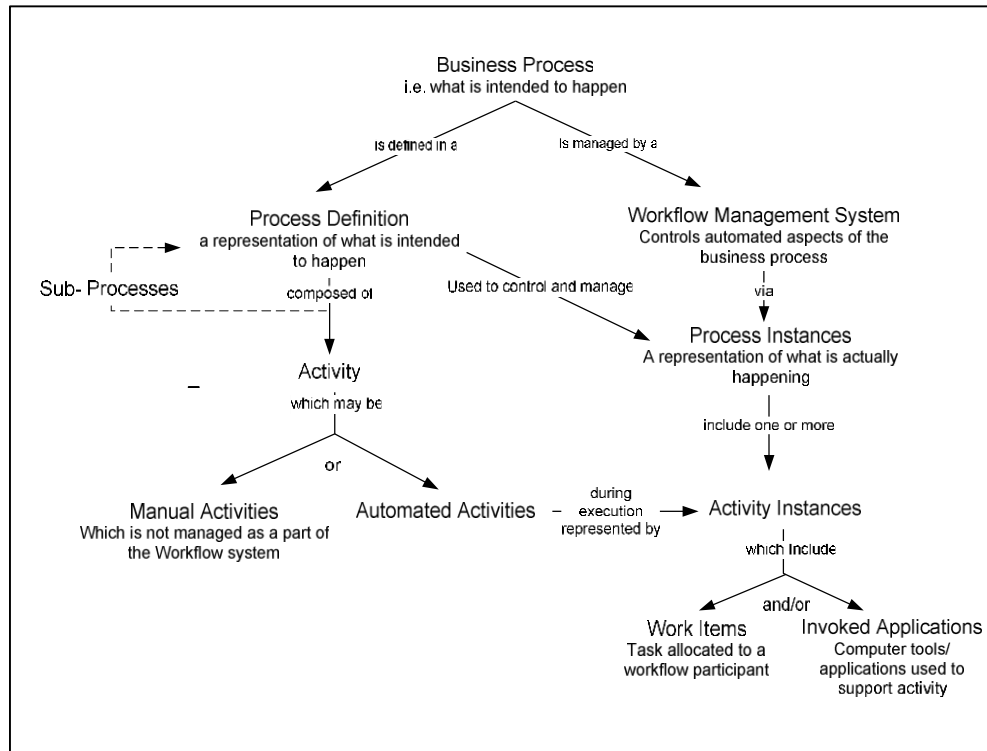 Business Process
i.e. what is intended to happen
is defined in a
Is managed by a
Process Definition
a representation of what is intended
to happen
Workflow Management System
Controls automated aspects of the
business process
Sub- Processes
composed of
Used to control and manage
via
Process Instances
A representation of what is actually
happening
Activity
which may be
include one or more
or
Manual Activities
Which is not managed as a part of
the Workflow system
Automated Activities
during
execution
represented by
Activity Instances
which Include
and/or
Work Items
Task allocated to a
workflow participant
Invoked Applications
Computer tools/
applications used to
support activity